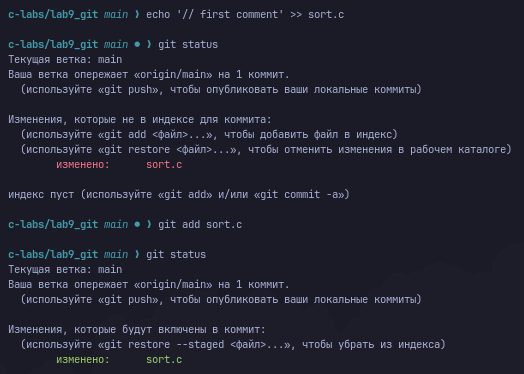 c-labs/lab9_git main ❯ echo '// first comment' >> sort.c
c-labs/lab9_git main ● ❯ git status
Текущая ветка: main
Ваша ветка опережает «origin/main» на 1 коммит.
  (используйте «git push», чтобы опубликовать ваши локальные коммиты)
Изменения, которые не в индексе для коммита:
  (используйте «git add <файл>...», чтобы добавить файл в индекс)
  (используйте «git restore <файл>...», чтобы отменить изменения в рабочем каталоге)
        изменено:      sort.c
индекс пуст (используйте «git add» и/или «git commit -a»)
c-labs/lab9_git main ● ❯ git add sort.c
c-labs/lab9_git main ❯ git status
Текущая ветка: main
Ваша ветка опережает «origin/main» на 1 коммит.
  (используйте «git push», чтобы опубликовать ваши локальные коммиты)
Изменения, которые будут включены в коммит:
  (используйте «git restore --staged <файл>...», чтобы убрать из индекса)
        изменено:      sort.c